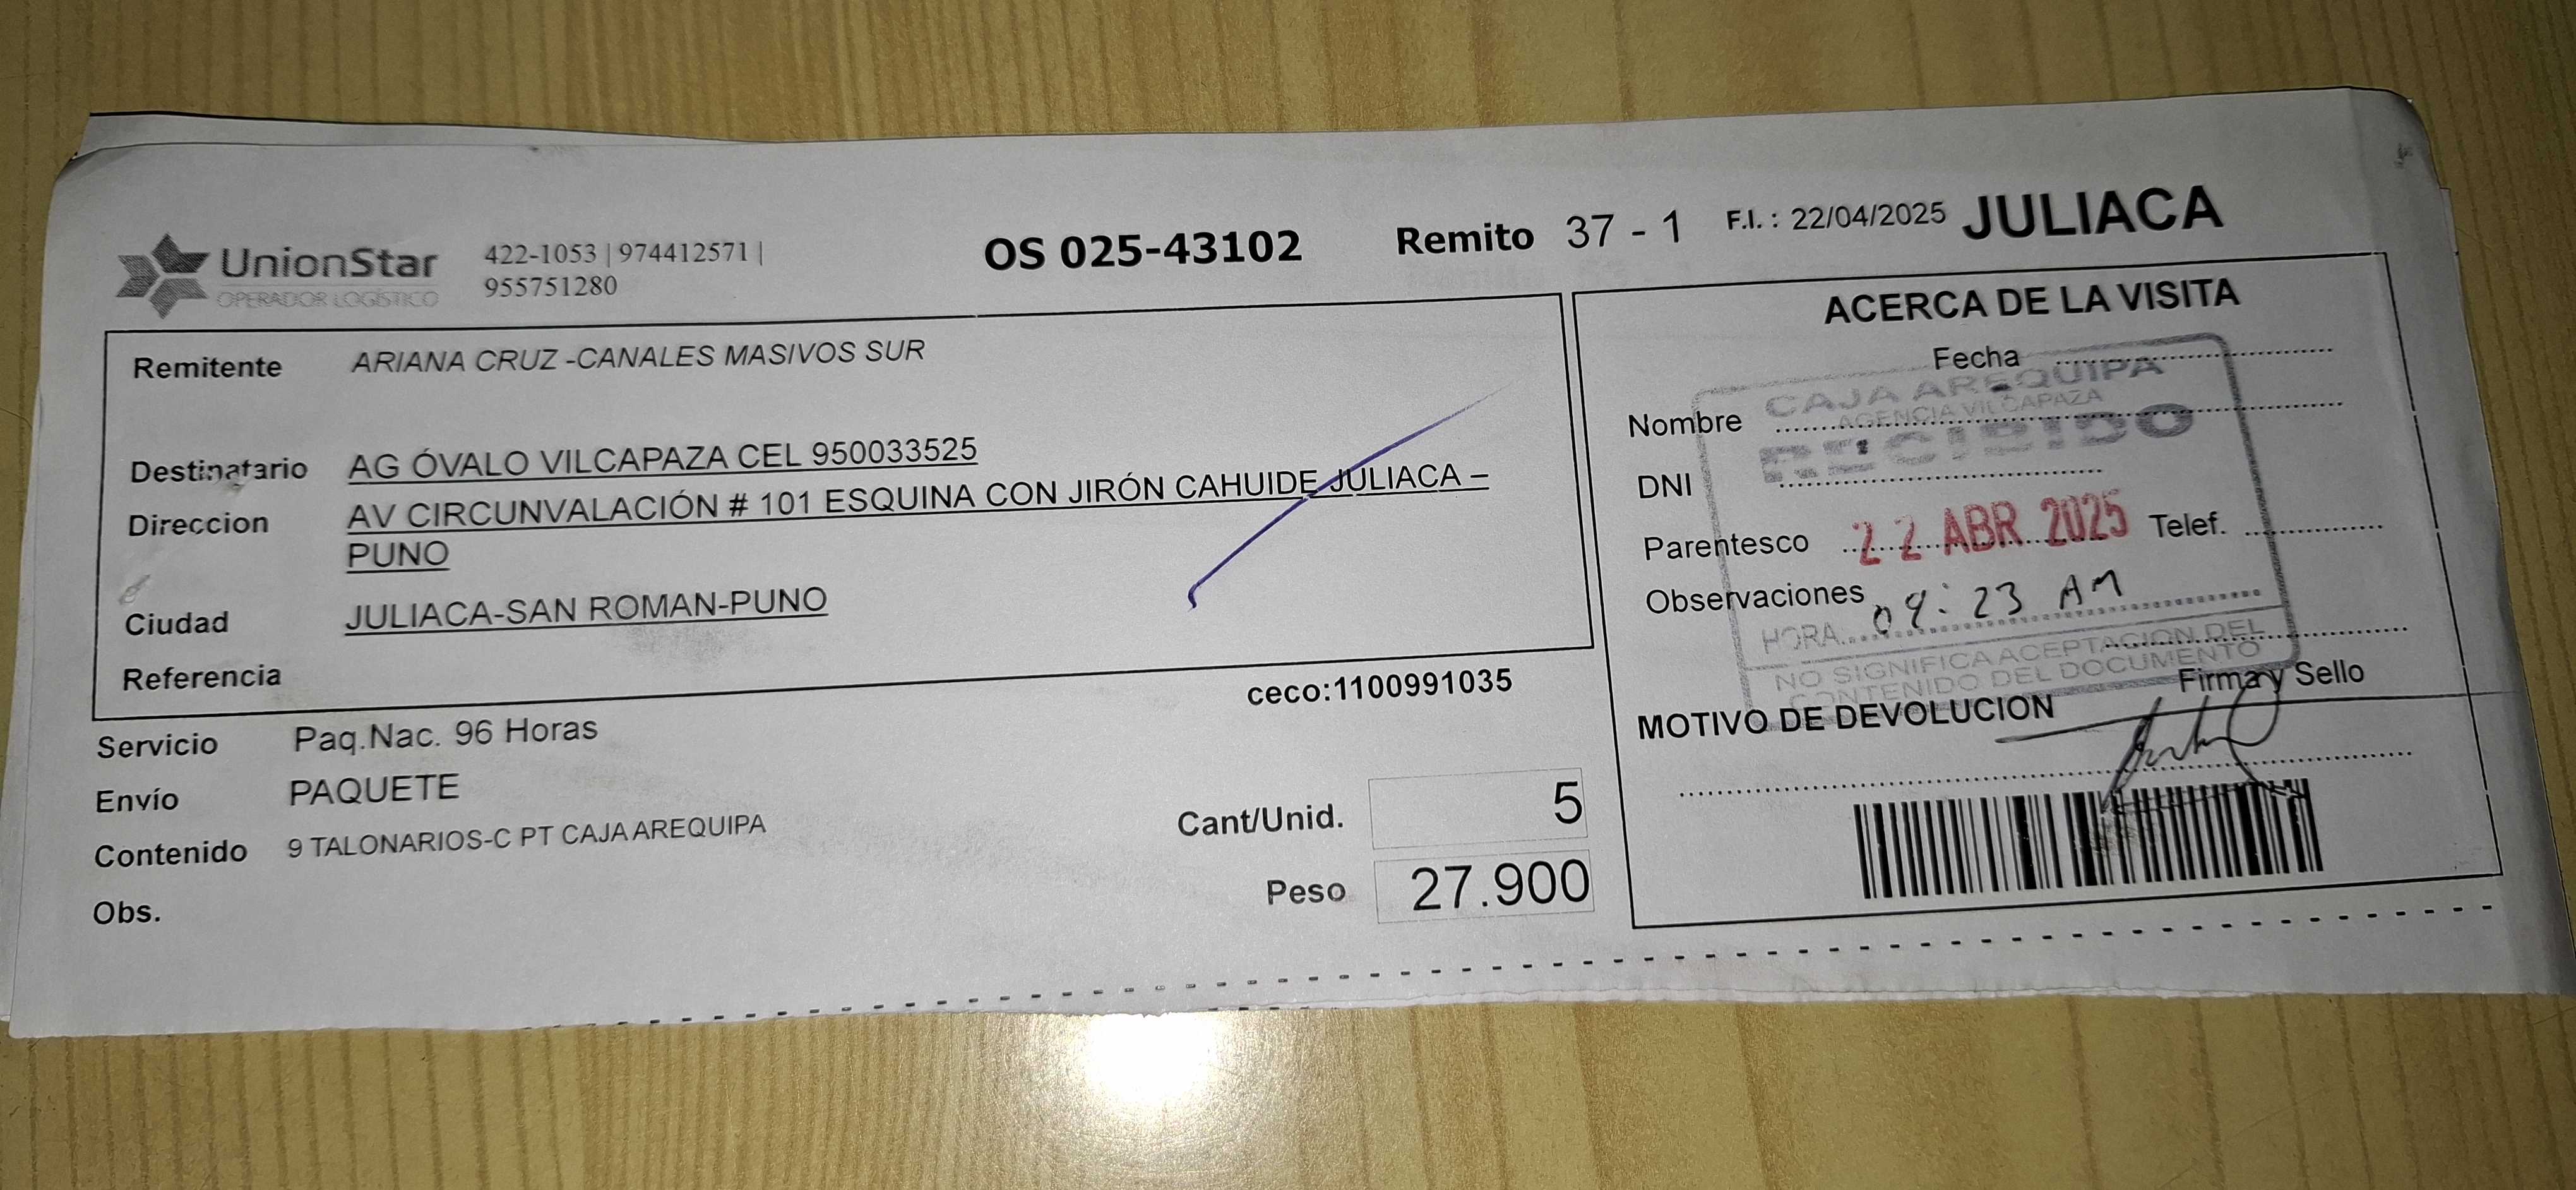 UnionStar
OPERADOR LOGÍSTICO
422-1053 | 974412571 |
955751280
OS 025-43102
Remito 37 - 1
F.I. : 22/04/2025 JULIACA
Remitente ARIANA CRUZ -CANALES MASIVOS SUR
Destinatario AG ÓVALO VILCAPAZA CEL 950033525
Direccion AV CIRCUNVALACIÓN # 101 ESQUINA CON JIRÓN CAHUIDE JULIACA –
PUNO
Ciudad JULIACA-SAN ROMAN-PUNO
Referencia
ceco:1100991035
Servicio Paq.Nac. 96 Horas
Envío PAQUETE
Contenido 9 TALONARIOS-C PT CAJA AREQUIPA
Obs.
Cant/Unid. 5
Peso 27.900
ACERCA DE LA VISITA
Fecha
CAJA AREQUIPA
AGENCIA VILCAPAZA
Nombre
RECIBIDO
DNI
Parentesco 22 ABR 2025 Telef.
Observaciones
HORA 09:23 AM
NO SIGNIFICA ACEPTACION DEL
CONTENIDO DEL DOCUMENTO
Firma y Sello
MOTIVO DE DEVOLUCION